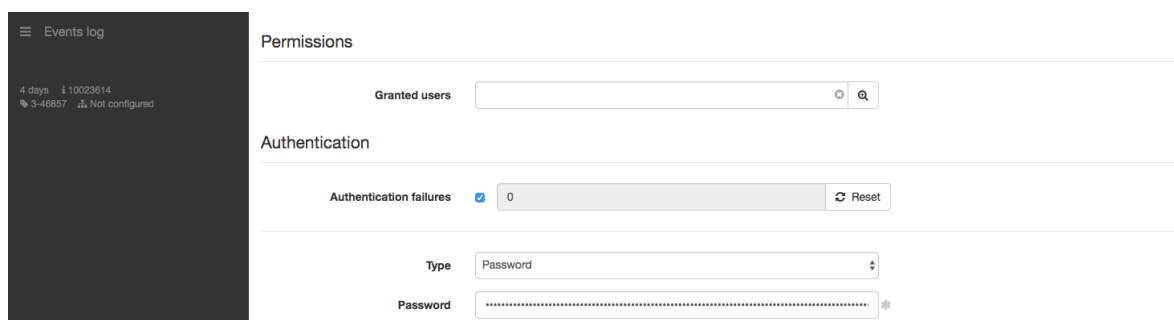 Events log
4 days 10023614
3-46857 Not configured
Permissions
Granted users
Authentication
Authentication failures 0 Reset
Type Password
Password